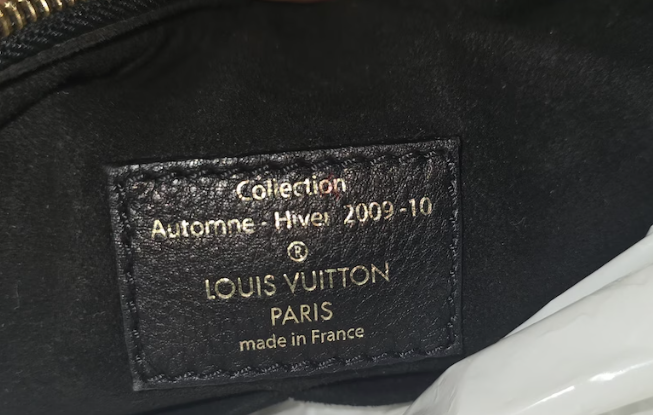 Collection
Automne - Hiver 2009-10
®
LOUIS VUITTON
PARIS
made in France